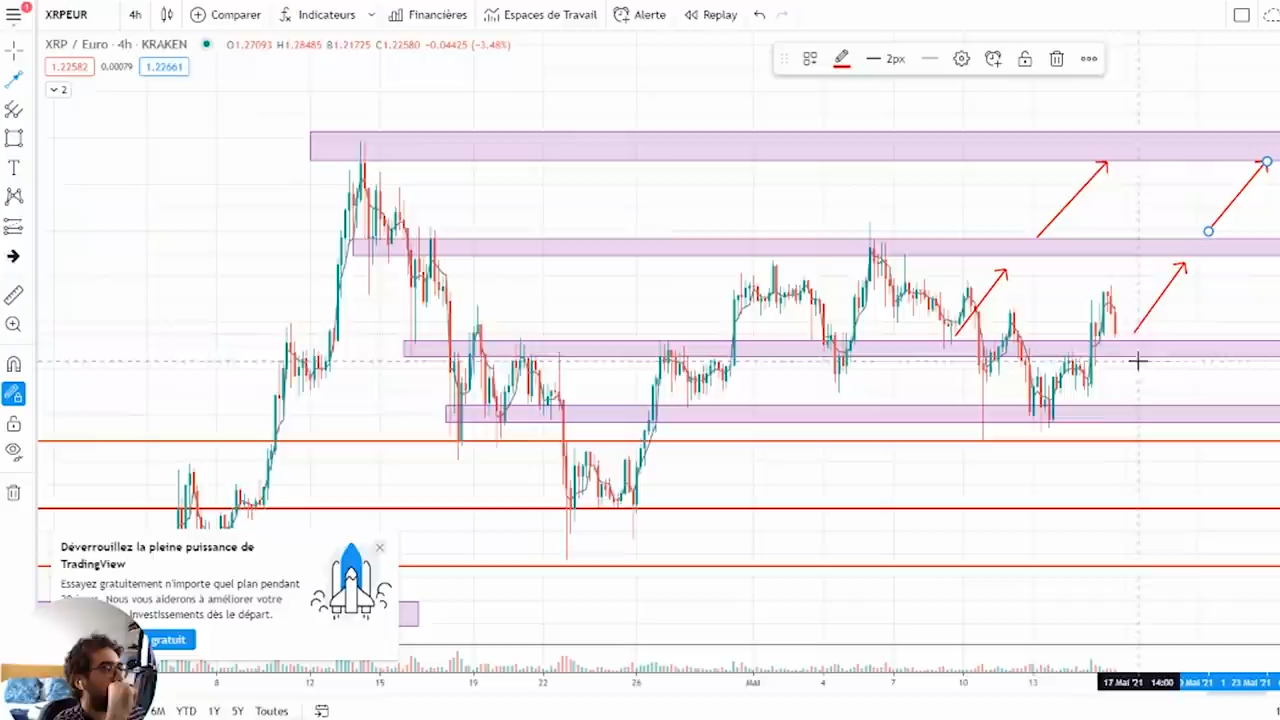 XRPEUR 4h Comparer Indicateurs Financières Espaces de Travail Alerte Replay
XRP / Euro · 4h · KRAKEN O1.27093 H1.28485 B1.21725 C1.22580 -0.04425 (-3.48%)
1.22582 0.00079 1.22661
2px
2
Déverrouillez la pleine puissance de
TradingView
Essayez gratuitement n'importe quel plan pendant
jours. Nous vous aiderons à améliorer votre
investissements dès le départ.
gratuit
8 12 15 19 22 26 Mai 4 7 10 13 17 Mai '21 14:00 Mai '21 23 Mai '21
6M YTD 1Y 5Y Toutes